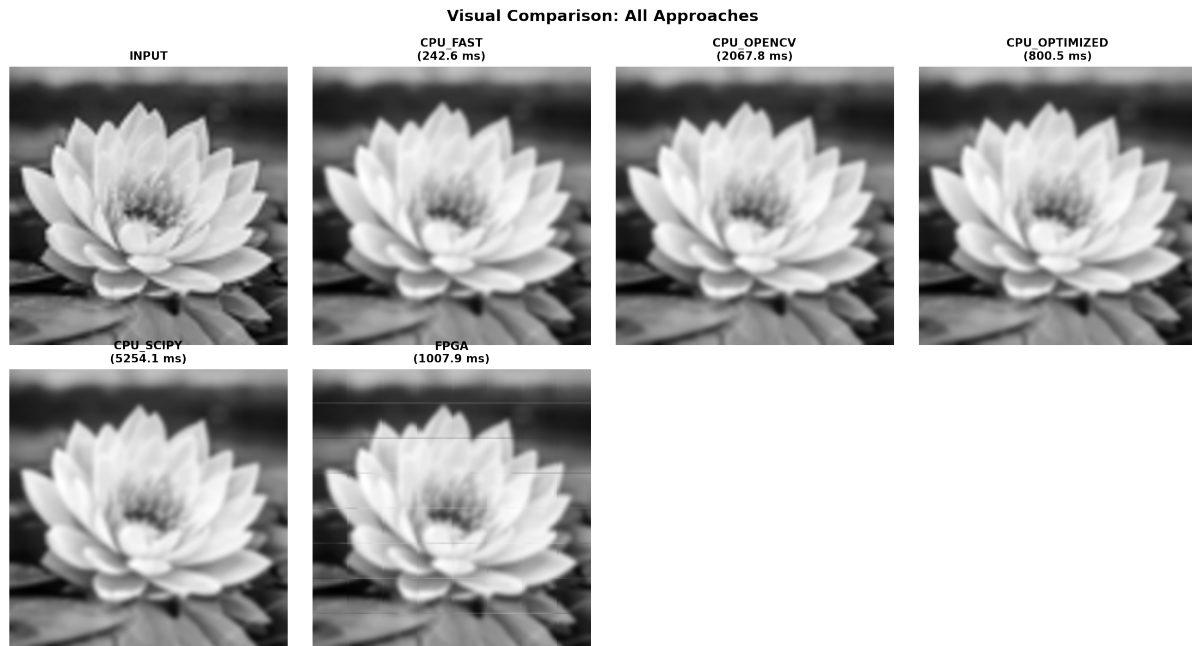 Visual Comparison: All Approaches
INPUT
CPU_FAST
(242.6 ms)
CPU_OPENCV
(2067.8 ms)
CPU_OPTIMIZED
(800.5 ms)
CPU_SCIPY
(5254.1 ms)
FPGA
(1007.9 ms)